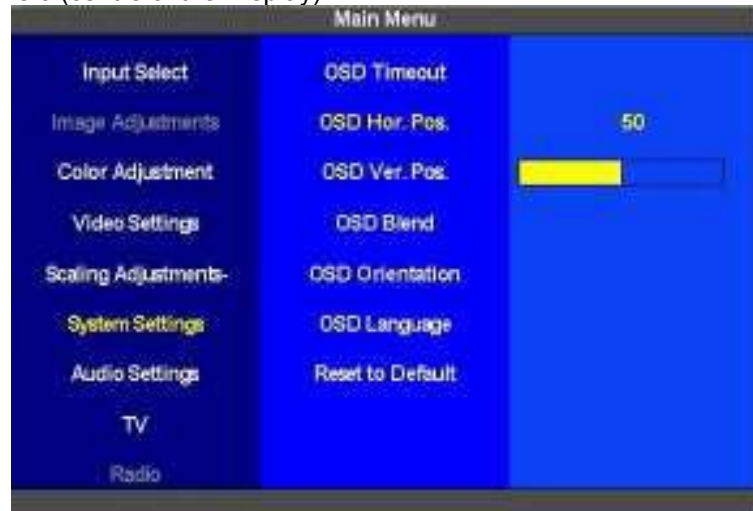 Main Menu
Input Select
Image Adjustments
Color Adjustment
Video Settings
Scaling Adjustments-
System Settings
Audio Settings
TV
Radio
OSD Timeout
OSD Hor. Pos.
OSD Ver. Pos.
OSD Blend
OSD Orientation
OSD Language
Reset to Default
50